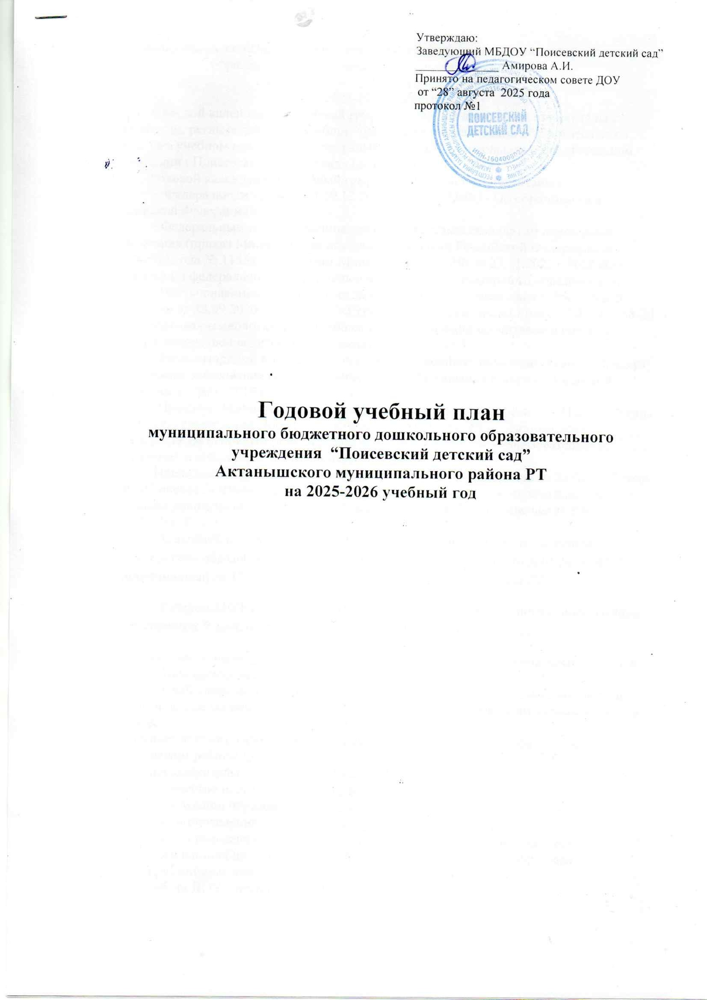 Утверждаю:
Заведующий МБДОУ “Поисевский детский сад”
Амирова А.И.
Принято на педагогическом совете ДОУ
от “28” августа 2025 года
протокол №1
ПОИСЕВСКИЙ
ДЕТСКИЙ САД
Годовой учебный план
муниципального бюджетного дошкольного образовательного
учреждения “Поисевский детский сад”
Актанышского муниципального района РТ
на 2025-2026 учебный год